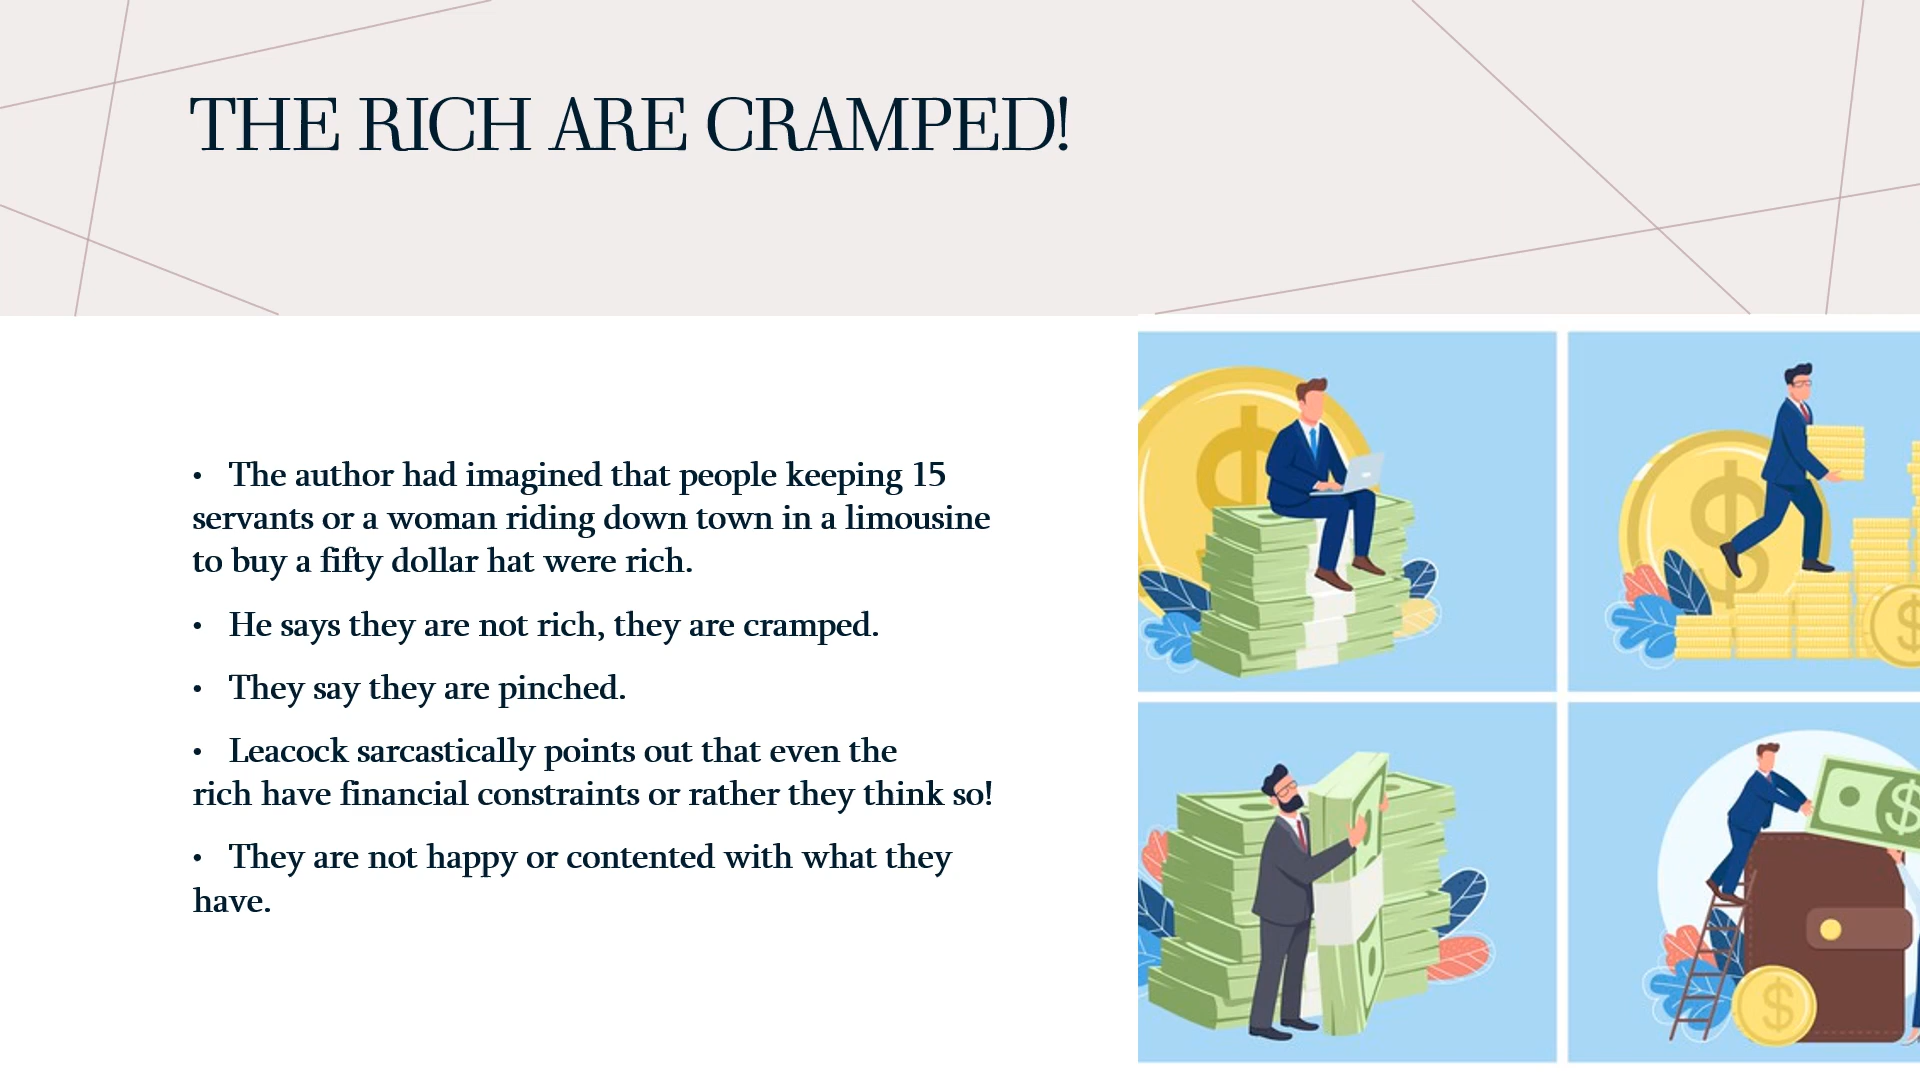 THE RICH ARE CRAMPED!
• The author had imagined that people keeping 15
servants or a woman riding down town in a limousine
to buy a fifty dollar hat were rich.
• He says they are not rich, they are cramped.
• They say they are pinched.
• Leacock sarcastically points out that even the
rich have financial constraints or rather they think so!
• They are not happy or contented with what they
have.
$
$
$
$
$